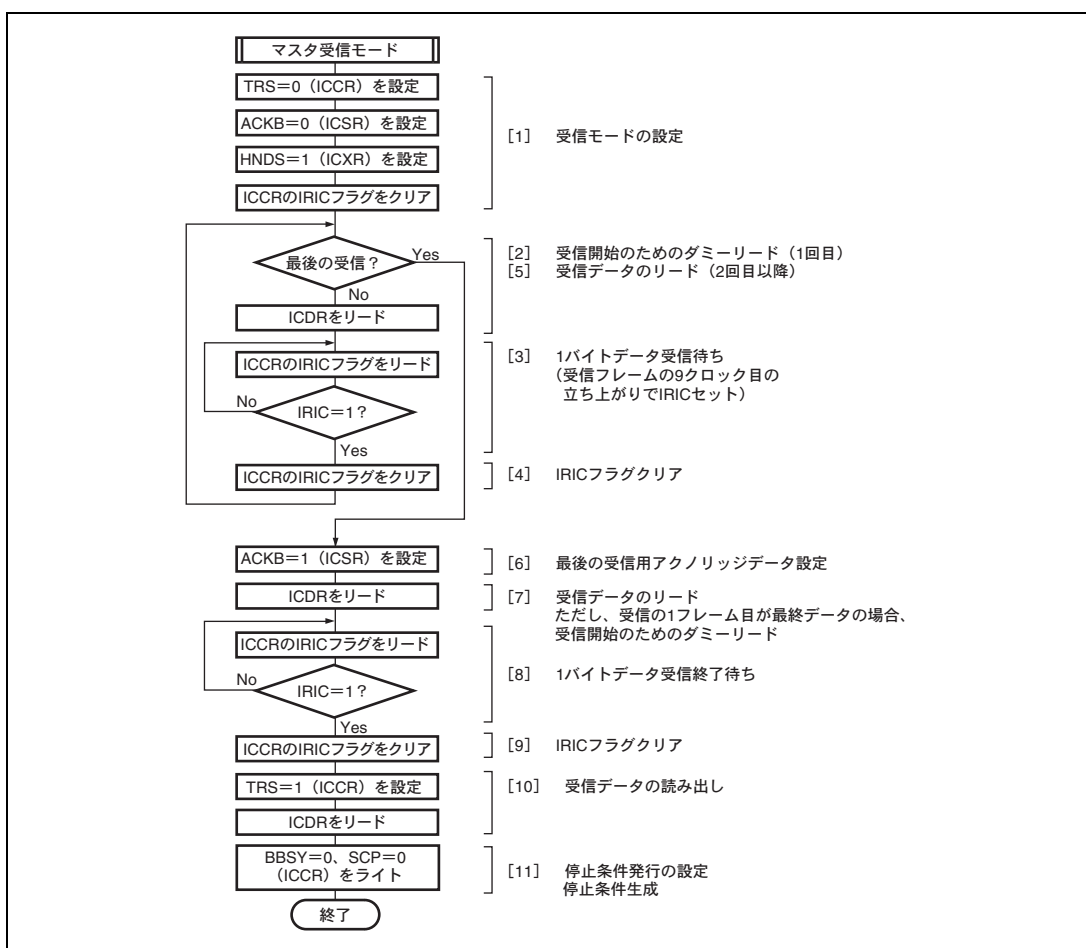 マスタ受信モード
TRS=0（ICCR）を設定
ACKB=0（ICSR）を設定
HNDS=1（ICXR）を設定
ICCRのIRICフラグをクリア
[1] 受信モードの設定
最後の受信？
Yes
No
ICDRをリード
[2] 受信開始のためのダミーリード（1回目）
[5] 受信データのリード（2回目以降）
ICCRのIRICフラグをリード
No
IRIC=1？
Yes
[3] 1バイトデータ受信待ち
（受信フレームの9クロック目の
立ち上がりでIRICセット）
ICCRのIRICフラグをクリア
[4] IRICフラグクリア
ACKB=1（ICSR）を設定
[6] 最後の受信用アクノリッジデータ設定
ICDRをリード
[7] 受信データのリード
ただし、受信の1フレーム目が最終データの場合、
受信開始のためのダミーリード
ICCRのIRICフラグをリード
No
IRIC=1？
Yes
[8] 1バイトデータ受信終了待ち
ICCRのIRICフラグをクリア
[9] IRICフラグクリア
TRS=1（ICCR）を設定
ICDRをリード
[10] 受信データの読み出し
BBSY=0、SCP=0
（ICCR）をライト
[11] 停止条件発行の設定
停止条件生成
終了